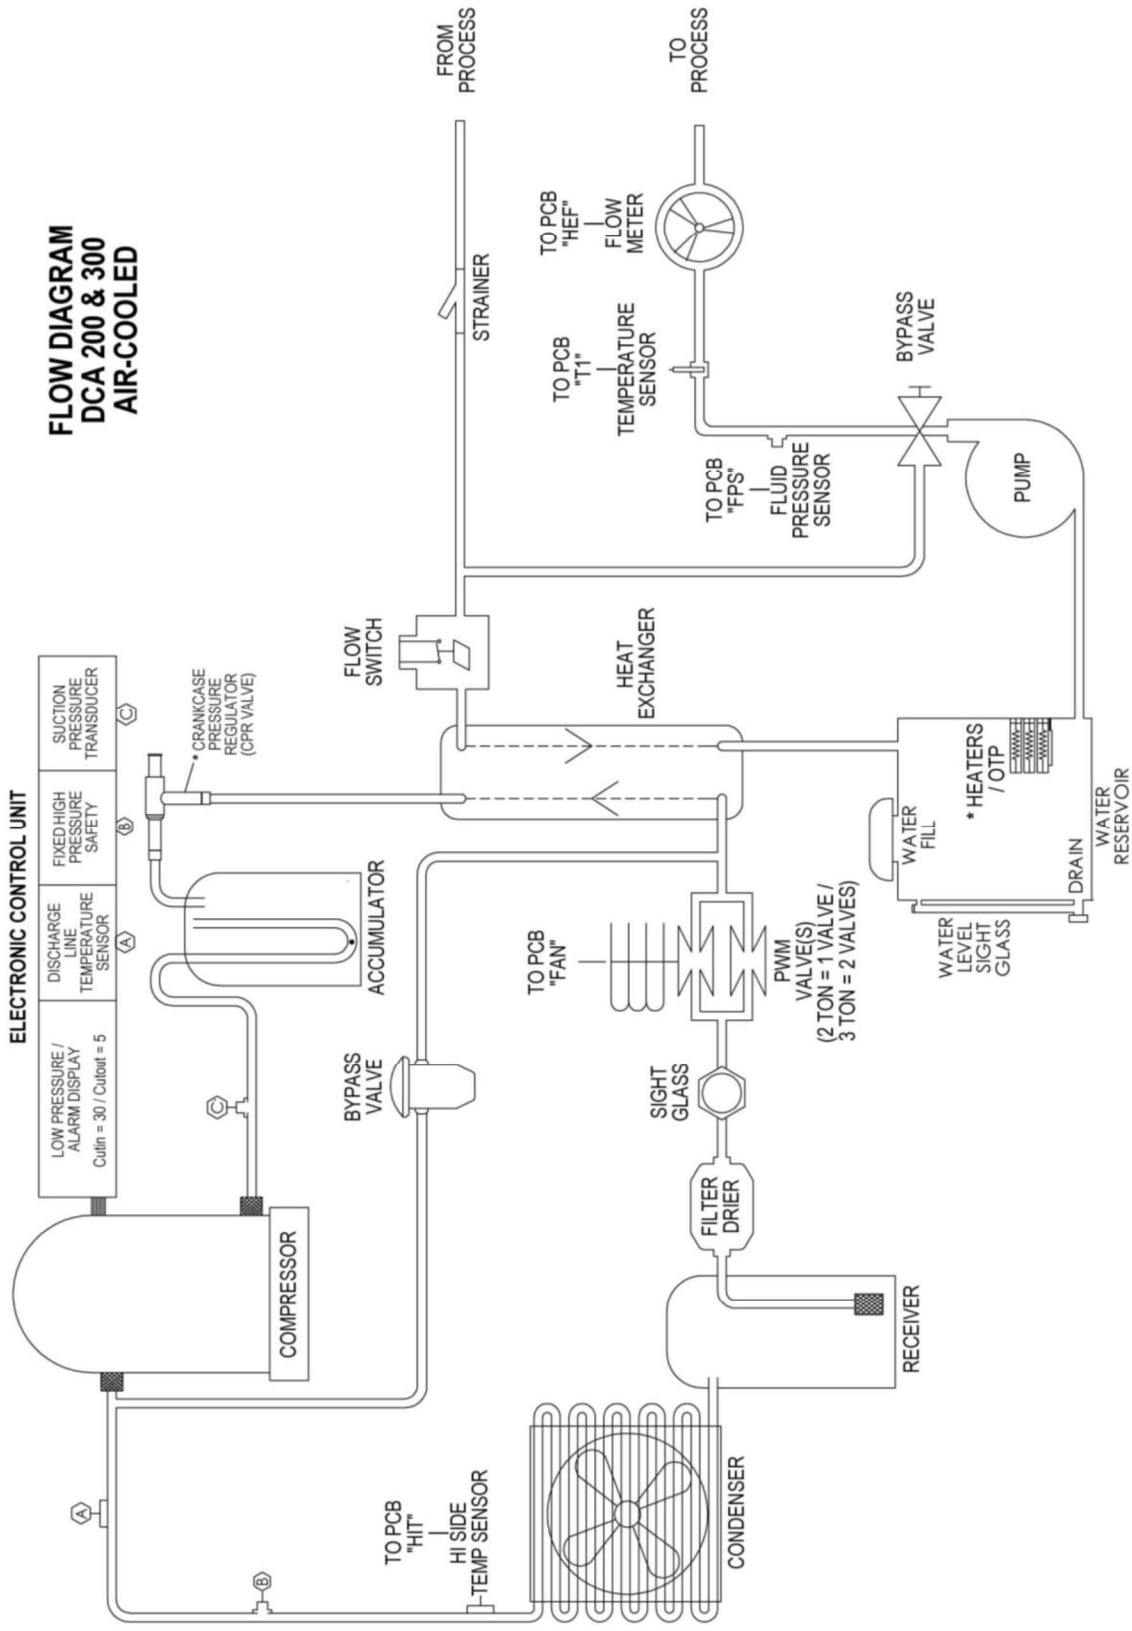 FLOW DIAGRAM
DCA 200 & 300
AIR-COOLED
ELECTRONIC CONTROL UNIT
LOW PRESSURE /
ALARM DISPLAY
Cutin = 30 / Cutout = 5
DISCHARGE
LINE
TEMPERATURE
SENSOR
FIXED HIGH
PRESSURE
SAFETY
SUCTION
PRESSURE
TRANSDUCER
A
B
C
* CRANKCASE
PRESSURE
REGULATOR
(CPR VALVE)
A
B
C
COMPRESSOR
ACCUMULATOR
BYPASS
VALVE
FLOW
SWITCH
STRAINER
FROM
PROCESS
TO PCB
"HIT"
HI SIDE
TEMP SENSOR
CONDENSER
RECEIVER
FILTER
DRIER
SIGHT
GLASS
TO PCB
"FAN"
PWM
VALVE(S)
(2 TON = 1 VALVE /
3 TON = 2 VALVES)
HEAT
EXCHANGER
TO PCB
"FPS"
FLUID
PRESSURE
SENSOR
TO PCB
"T1"
TEMPERATURE
SENSOR
TO PCB
"HEF"
FLOW
METER
TO
PROCESS
BYPASS
VALVE
PUMP
WATER
FILL
* HEATERS
/ OTP
DRAIN
WATER
LEVEL
SIGHT
GLASS
WATER
RESERVOIR